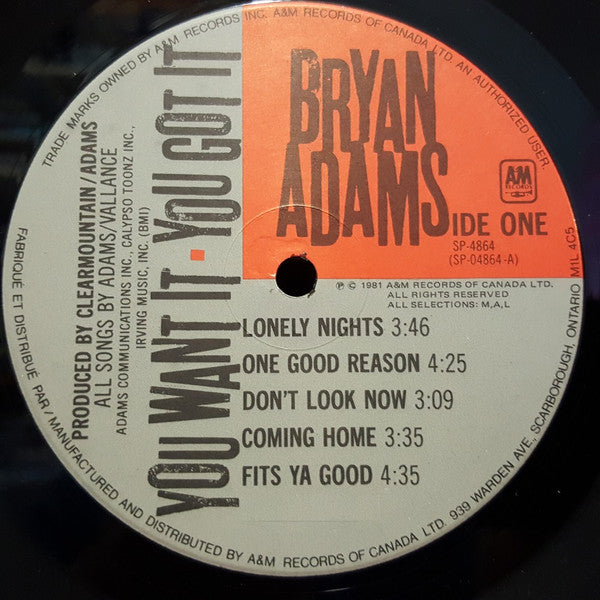 BRYAN
ADAMS
A&M
RECORDS
SIDE ONE
SP-4864
(SP-04864-A)
℗ © 1981 A&M RECORDS OF CANADA LTD.
ALL RIGHTS RESERVED
ALL SELECTIONS: M,A,L
YOU WANT IT • YOU GOT IT
PRODUCED BY CLEARMOUNTAIN/ADAMS
ALL SONGS BY ADAMS/VALLANCE
ADAMS COMMUNICATIONS INC., CALYPSO TOONZ INC.,
IRVING MUSIC, INC. (BMI)
LONELY NIGHTS 3:46
ONE GOOD REASON 4:25
DON'T LOOK NOW 3:09
COMING HOME 3:35
FITS YA GOOD 4:35
TRADE MARKS OWNED BY A&M RECORDS INC. A&M RECORDS OF CANADA LTD. AN AUTHORIZED USER.
FABRIQUE ET DISTRIBUÉ PAR/MANUFACTURED AND DISTRIBUTED BY A&M RECORDS OF CANADA LTD. 939 WARDEN AVE., SCARBOROUGH, ONTARIO M1L 4C5